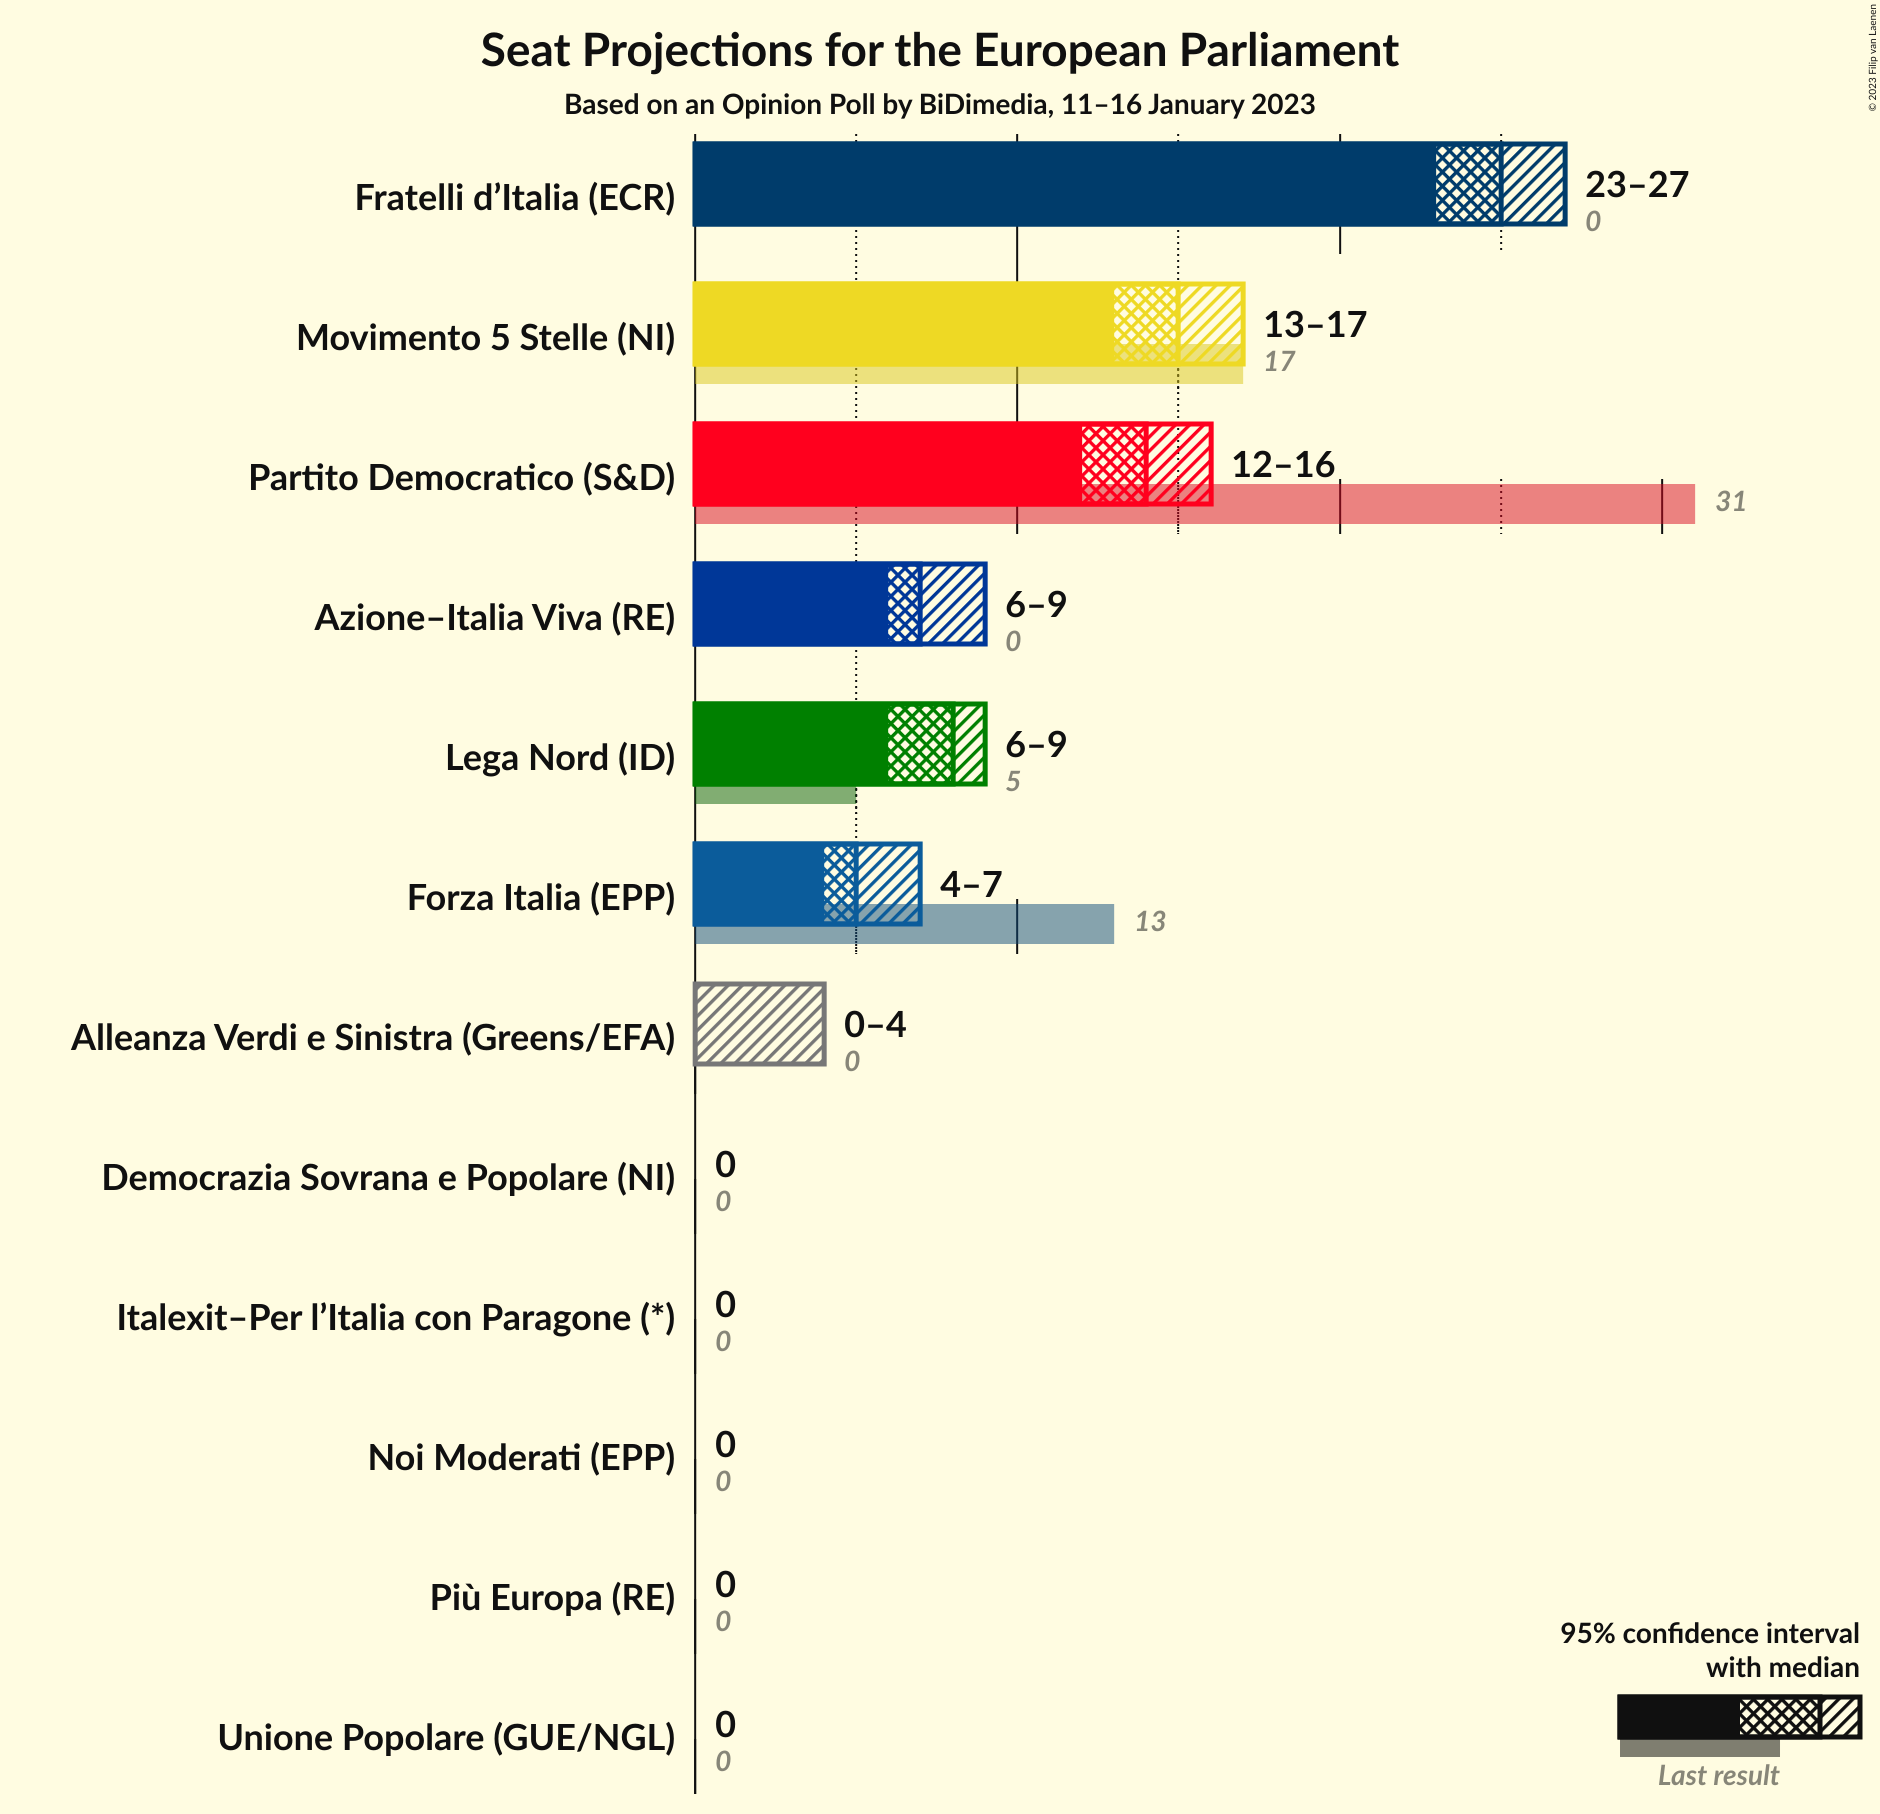 Seat Projections for the European Parliament
Based on an Opinion Poll by BiDimedia, 11–16 January 2023
© 2023 Filip van Laenen
Fratelli d’Italia (ECR)
23–27
0
Movimento 5 Stelle (NI)
13–17
17
Partito Democratico (S&D)
12–16
31
Azione–Italia Viva (RE)
6–9
0
Lega Nord (ID)
6–9
5
Forza Italia (EPP)
4–7
13
Alleanza Verdi e Sinistra (Greens/EFA)
0–4
0
Democrazia Sovrana e Popolare (NI)
0
0
Italexit–Per l’Italia con Paragone (*)
0
0
Noi Moderati (EPP)
0
0
Più Europa (RE)
0
0
Unione Popolare (GUE/NGL)
0
0
95% confidence interval
with median
Last result